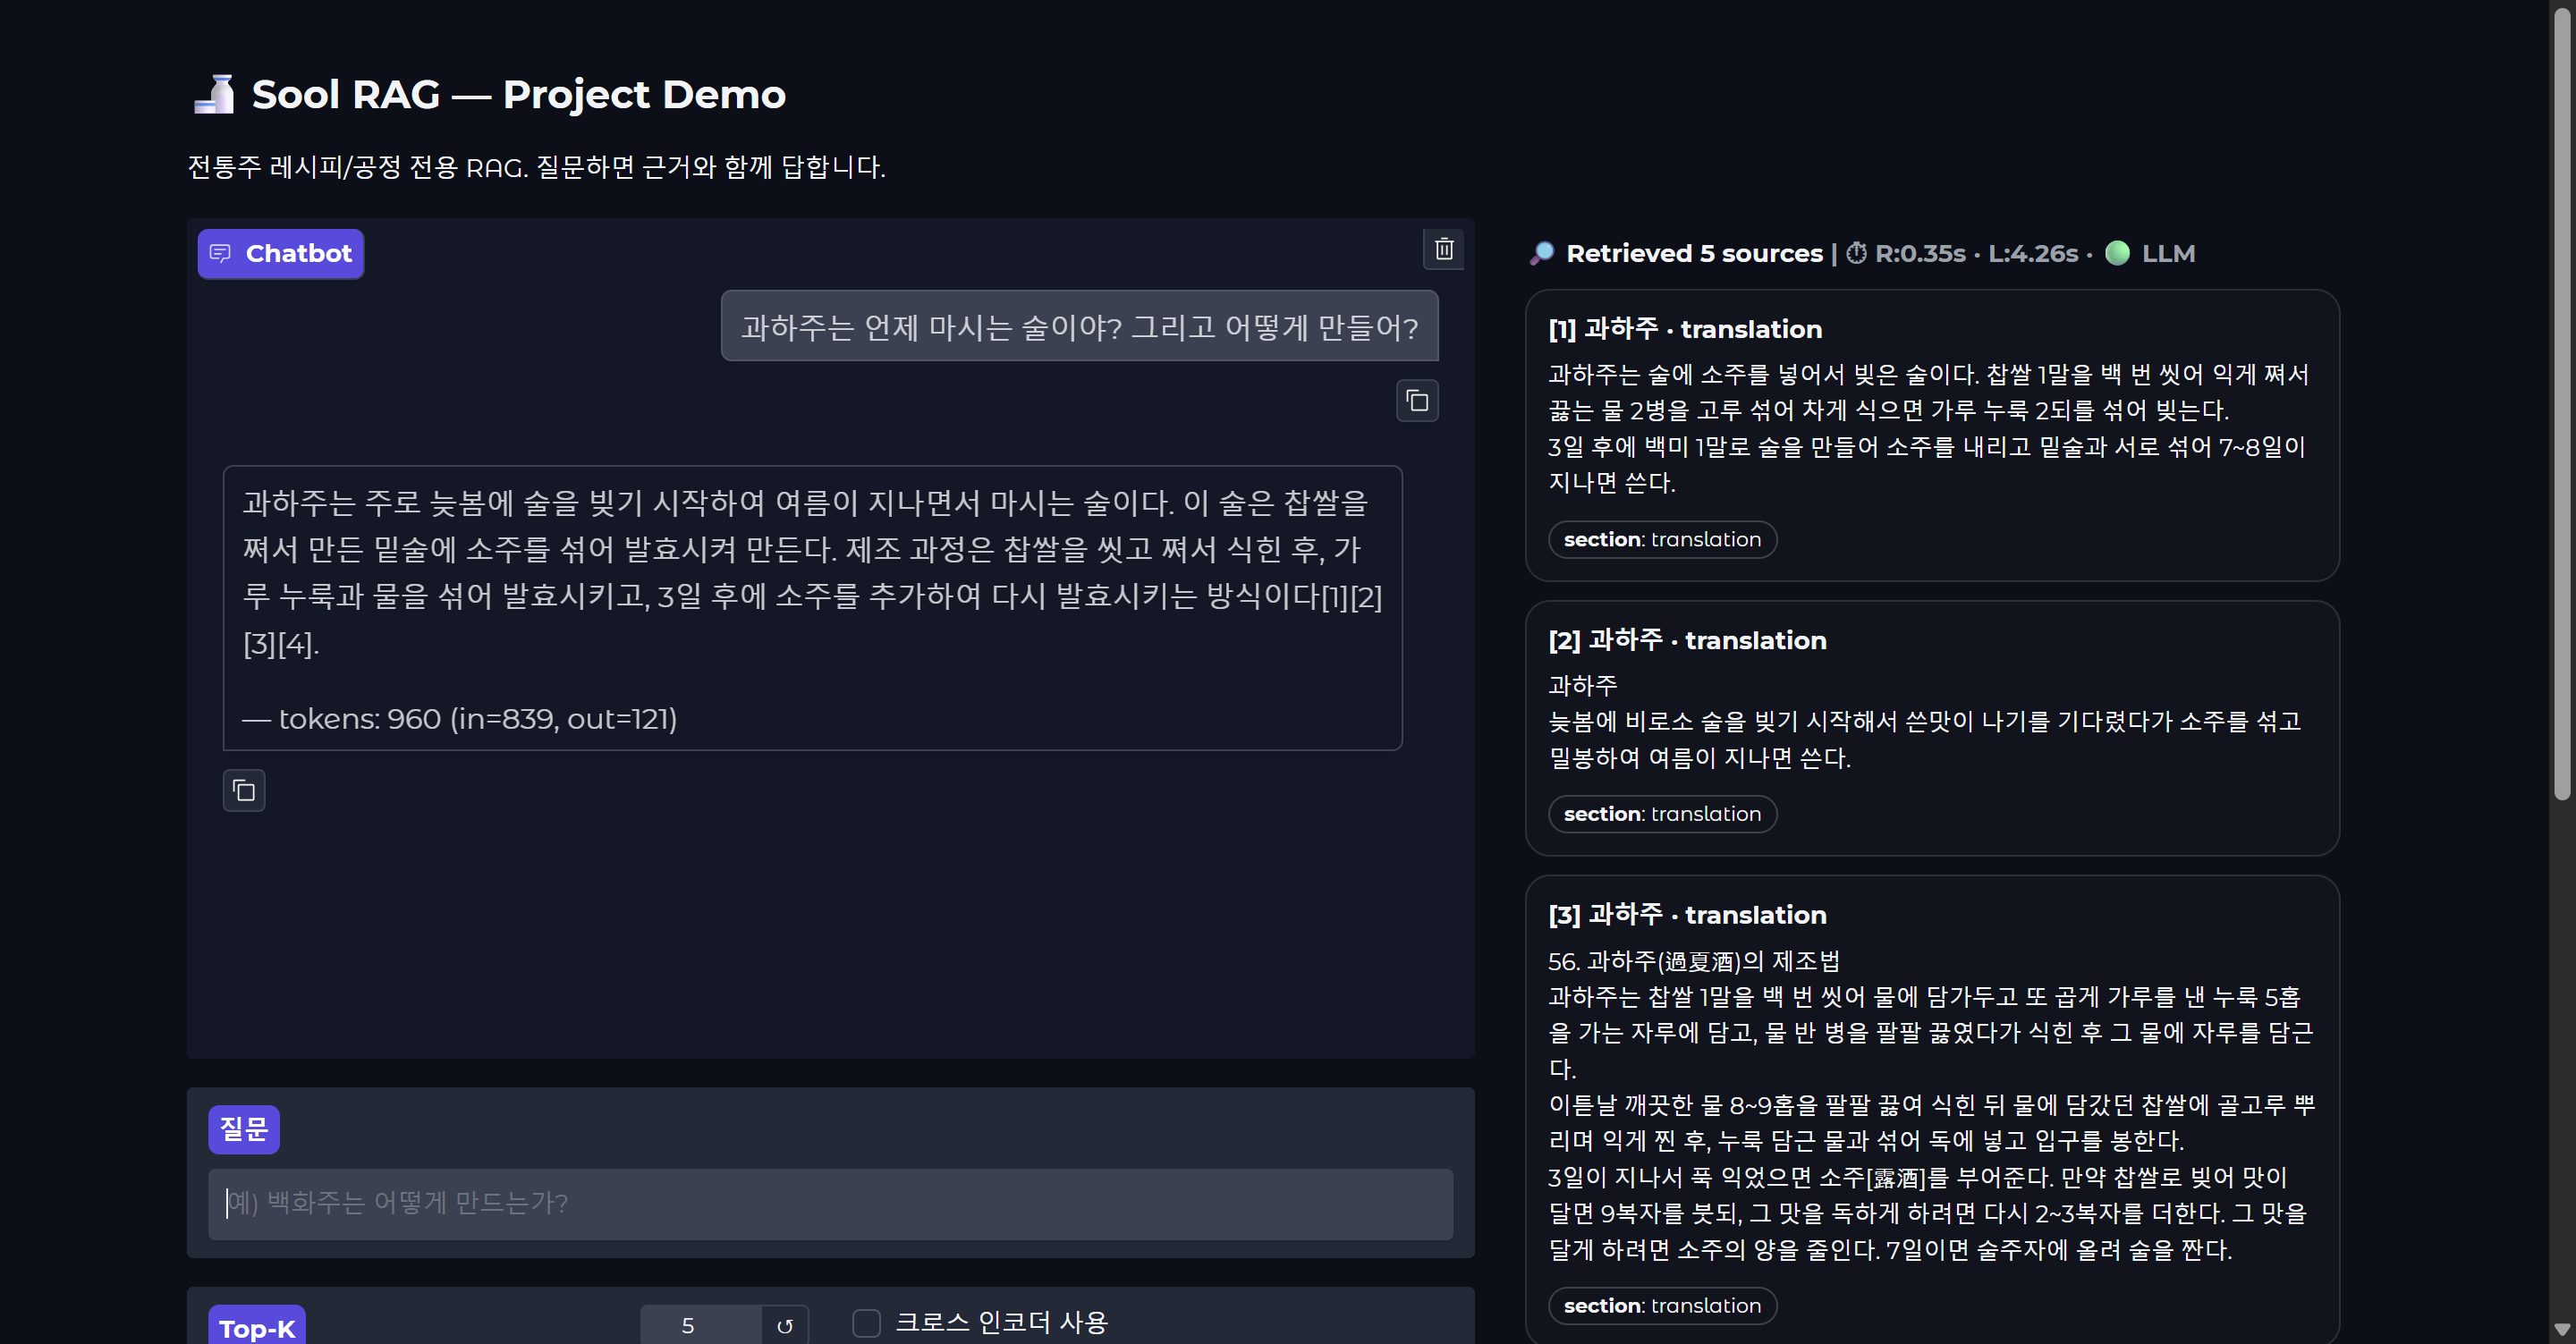 Sool RAG — Project Demo
전통주 레시피/공정 전용 RAG. 질문하면 근거와 함께 답합니다.
Chatbot
과하주는 언제 마시는 술이야? 그리고 어떻게 만들어?
과하주는 주로 늦봄에 술을 빚기 시작하여 여름이 지나면서 마시는 술이다. 이 술은 찹쌀을
쪄서 만든 밑술에 소주를 섞어 발효시켜 만든다. 제조 과정은 찹쌀을 씻고 쪄서 식힌 후, 가
루 누룩과 물을 섞어 발효시키고, 3일 후에 소주를 추가하여 다시 발효시키는 방식이다[1][2]
[3][4].
— tokens: 960 (in=839, out=121)
질문
예) 백화주는 어떻게 만드는가?
Top-K
5
크로스 인코더 사용
Retrieved 5 sources | ⏱ R:0.35s · L:4.26s · LLM
[1] 과하주 · translation
과하주는 술에 소주를 넣어서 빚은 술이다. 찹쌀 1말을 백 번 씻어 익게 쪄서
끓는 물 2병을 고루 섞어 차게 식으면 가루 누룩 2되를 섞어 빚는다.
3일 후에 백미 1말로 술을 만들어 소주를 내리고 밑술과 서로 섞어 7~8일이
지나면 쓴다.
section: translation
[2] 과하주 · translation
과하주
늦봄에 비로소 술을 빚기 시작해서 쓴맛이 나기를 기다렸다가 소주를 섞고
밀봉하여 여름이 지나면 쓴다.
section: translation
[3] 과하주 · translation
56. 과하주(過夏酒)의 제조법
과하주는 찹쌀 1말을 백 번 씻어 물에 담가두고 또 곱게 가루를 낸 누룩 5홉
을 가는 자루에 담고, 물 반 병을 팔팔 끓였다가 식힌 후 그 물에 자루를 담근
다.
이튿날 깨끗한 물 8~9홉을 팔팔 끓여 식힌 뒤 물에 담갔던 찹쌀에 골고루 뿌
리며 익게 찐 후, 누룩 담근 물과 섞어 독에 넣고 입구를 봉한다.
3일이 지나서 푹 익었으면 소주[露酒]를 부어준다. 만약 찹쌀로 빚어 맛이
달면 9복자를 붓되, 그 맛을 독하게 하려면 다시 2~3복자를 더한다. 그 맛을
달게 하려면 소주의 양을 줄인다. 7일이면 술주자에 올려 술을 짠다.
section: translation